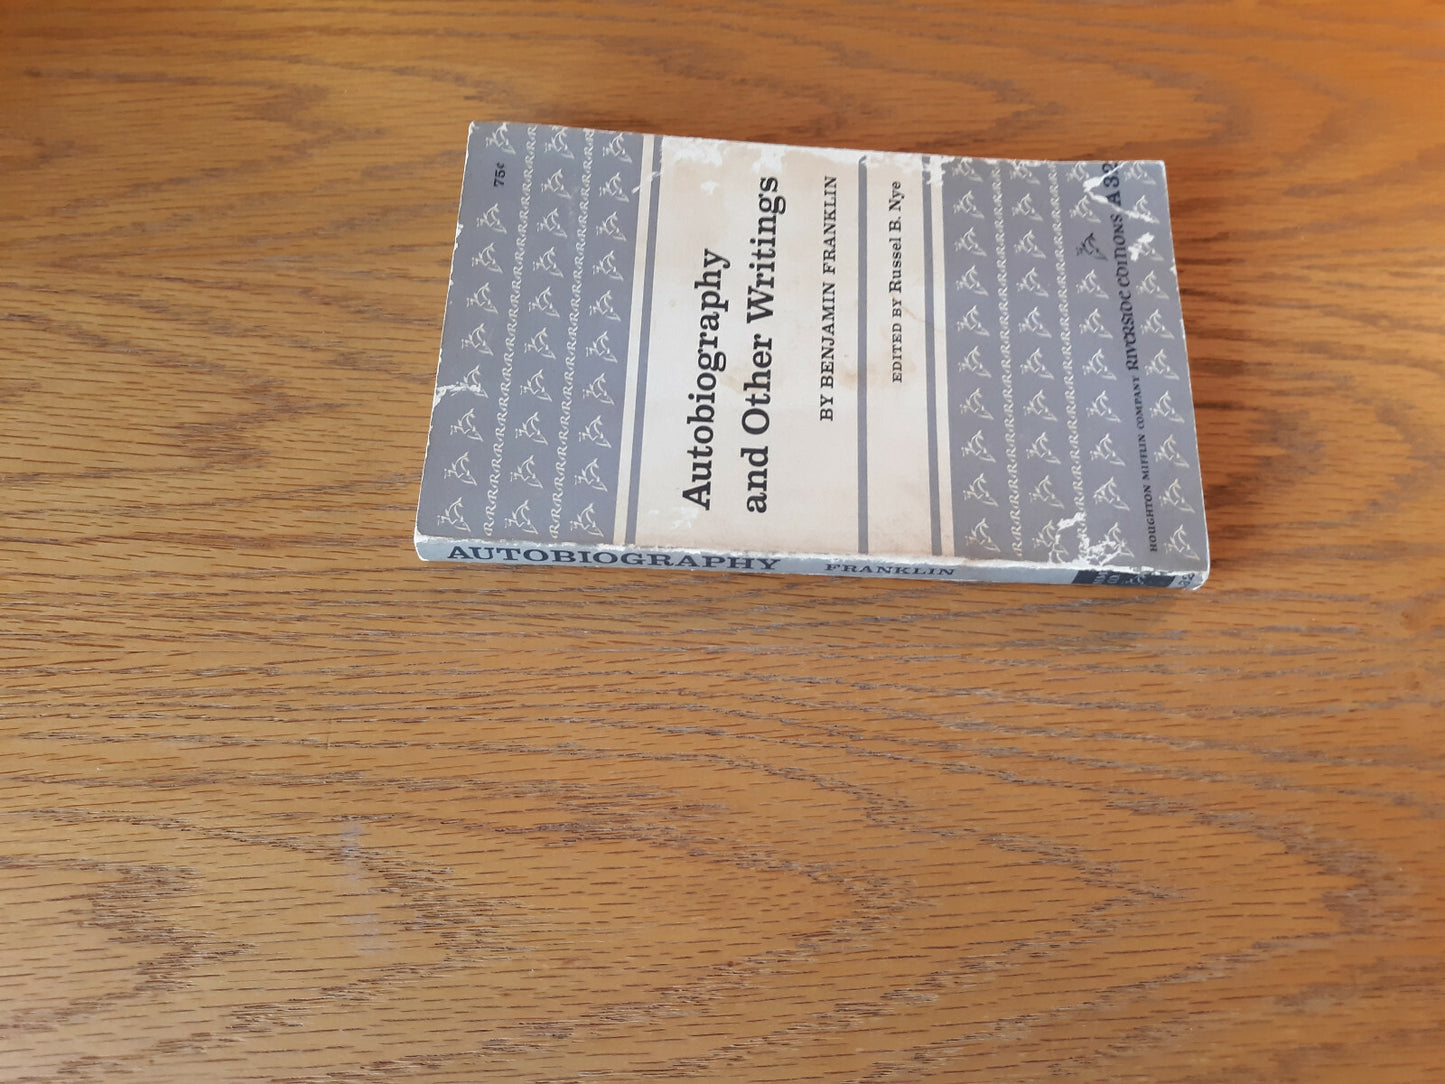 75¢
Autobiography
and Other Writings
BY BENJAMIN FRANKLIN
EDITED BY Russel B. Nye
HOUGHTON MIFFLIN COMPANY RIVERSIDE EDITIONS A 32
AUTOBIOGRAPHY FRANKLIN